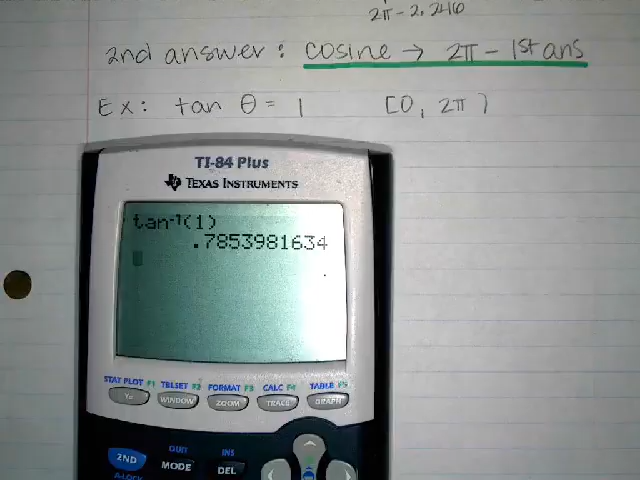 2π - 2.246
2nd answer: cosine → 2π - 1st ans
Ex: tan θ = 1 [0, 2π)
TI-84 Plus
TEXAS INSTRUMENTS
tan⁻¹(1)
.7853981634
STAT PLOT F1 TBLSET F2 FORMAT F3 CALC F4 TABLE F5
Y= WINDOW ZOOM TRACE GRAPH
QUIT INS
2ND MODE DEL
A-LOCK